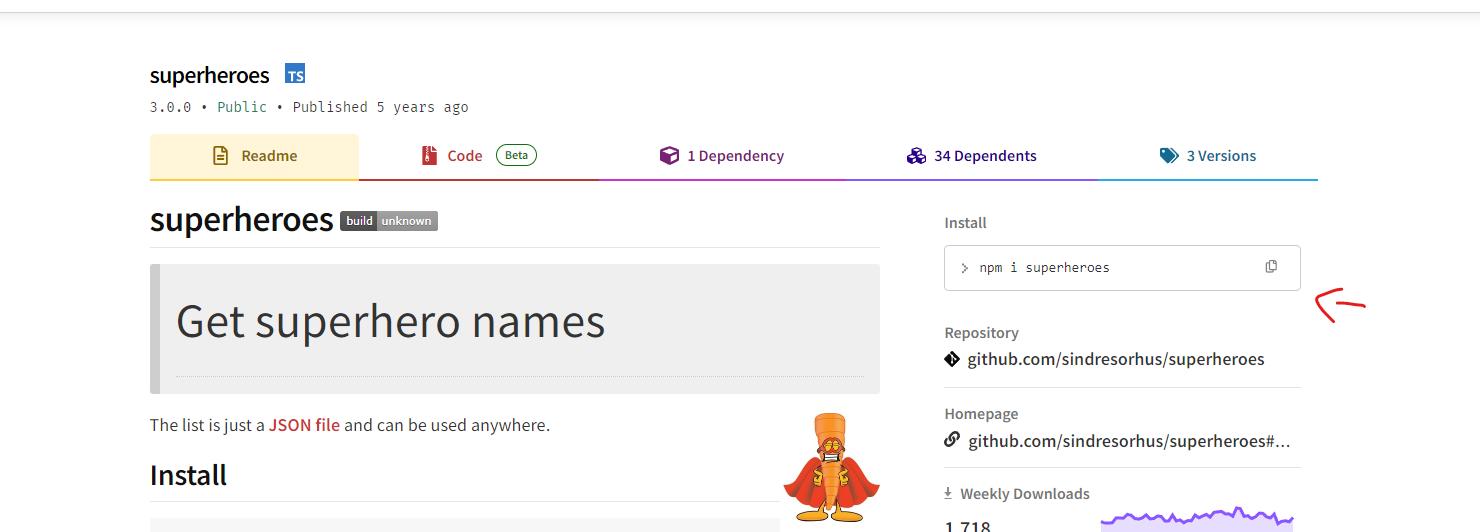 superheroes TS
3.0.0 • Public • Published 5 years ago
Readme
Code Beta
1 Dependency
34 Dependents
3 Versions
superheroes build unknown
Get superhero names
The list is just a JSON file and can be used anywhere.
Install
Install
> npm i superheroes
Repository
github.com/sindresorhus/superheroes
Homepage
github.com/sindresorhus/superheroes#...
Weekly Downloads
1,718